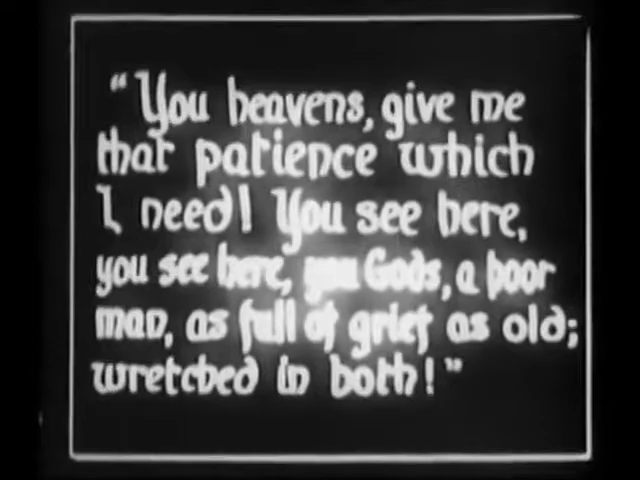 "You heavens, give me
that patience which
I need! You see here,
you see here, you Gods, a poor
man, as full of grief as old;
wretched in both!"